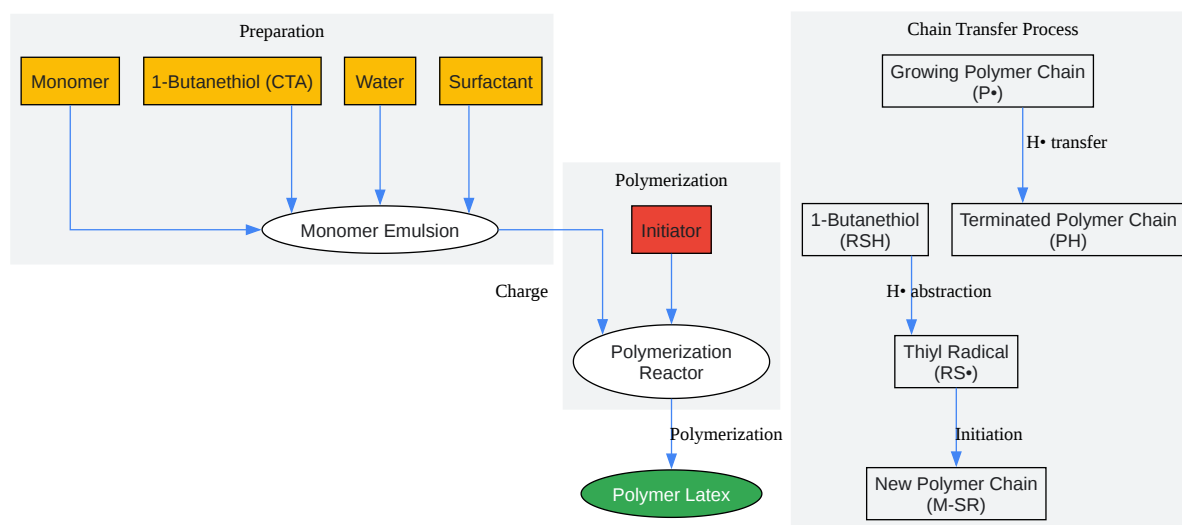 Preparation
Monomer
1-Butanethiol (CTA)
Water
Surfactant
Monomer Emulsion
Charge
Polymerization
Initiator
Polymerization
Reactor
Polymerization
Polymer Latex
Chain Transfer Process
Growing Polymer Chain
(P•)
H• transfer
1-Butanethiol
(RSH)
Terminated Polymer Chain
(PH)
H• abstraction
Thiyl Radical
(RS•)
Initiation
New Polymer Chain
(M-SR)